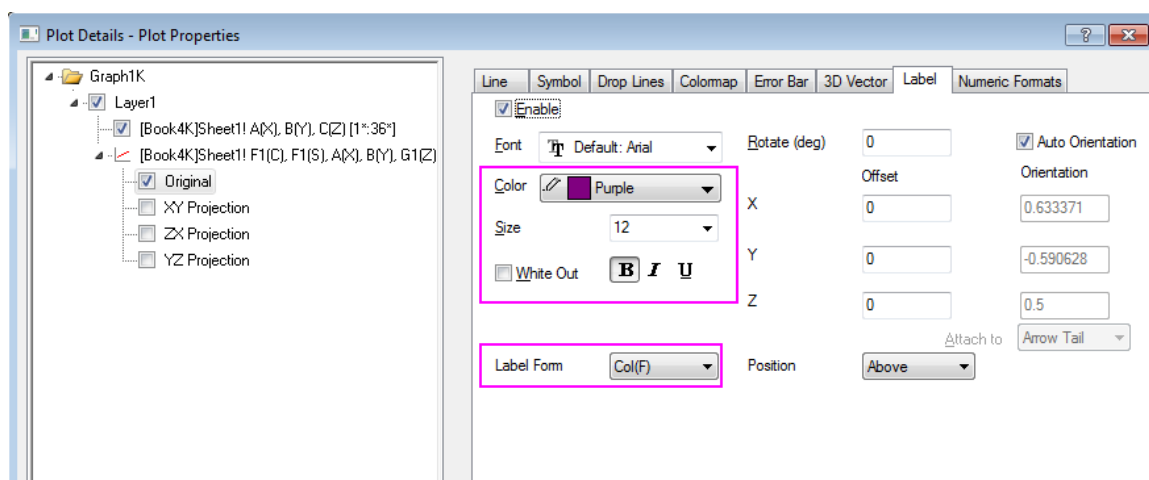 Plot Details - Plot Properties
Graph1K
Layer1
[Book4K]Sheet1! A(X), B(Y), C(Z) [1*:36*]
[Book4K]Sheet1! F1(C), F1(S), A(X), B(Y), G1(Z)
Original
XY Projection
ZX Projection
YZ Projection
Line Symbol Drop Lines Colormap Error Bar 3D Vector Label Numeric Formats
Enable
Font Default: Arial Rotate (deg) 0 Auto Orientation
Color Purple Offset Orientation
X 0 0.633371
Size 12
Y 0 -0.590628
White Out B I U
Z 0 0.5
Attach to Arrow Tail
Label Form Col(F) Position Above